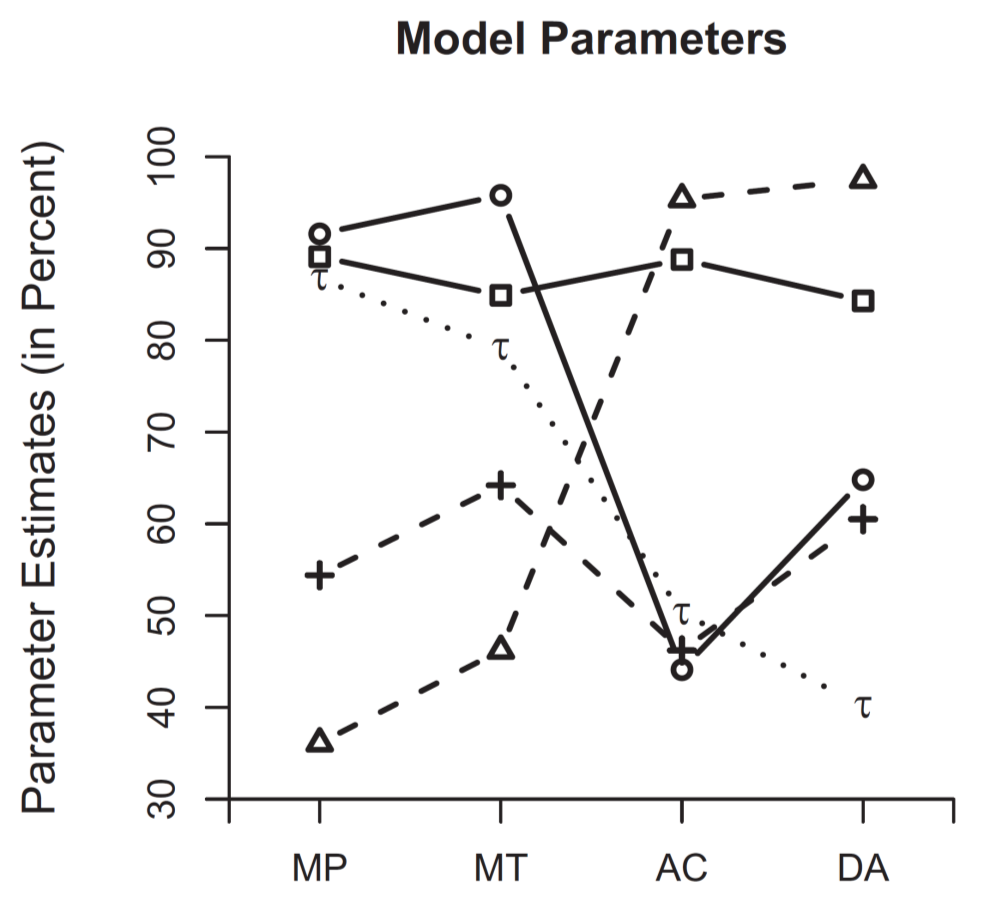 Model Parameters
Parameter Estimates (in Percent)
100
90
80
70
60
50
40
30
τ
τ
τ
τ
MP MT AC DA